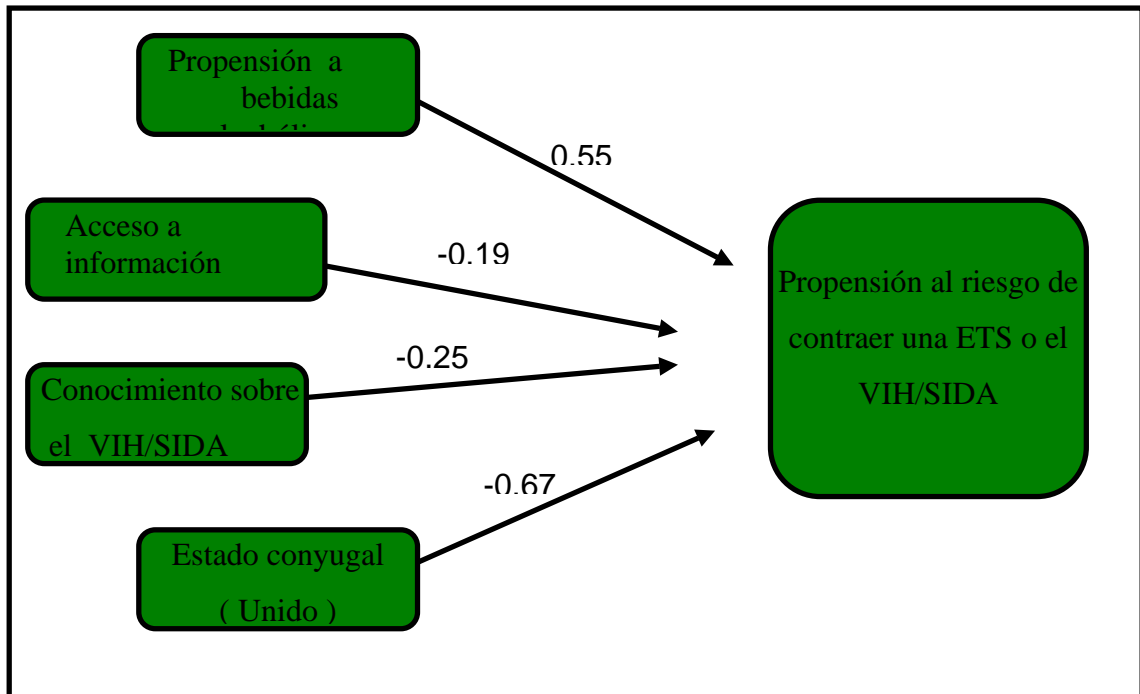 Propensión a
bebidas
0.55
Acceso a
información
-0.19
Propensión al riesgo de
contraer una ETS o el
VIH/SIDA
-0.25
Conocimiento sobre
el VIH/SIDA
-0.67
Estado conyugal
( Unido )